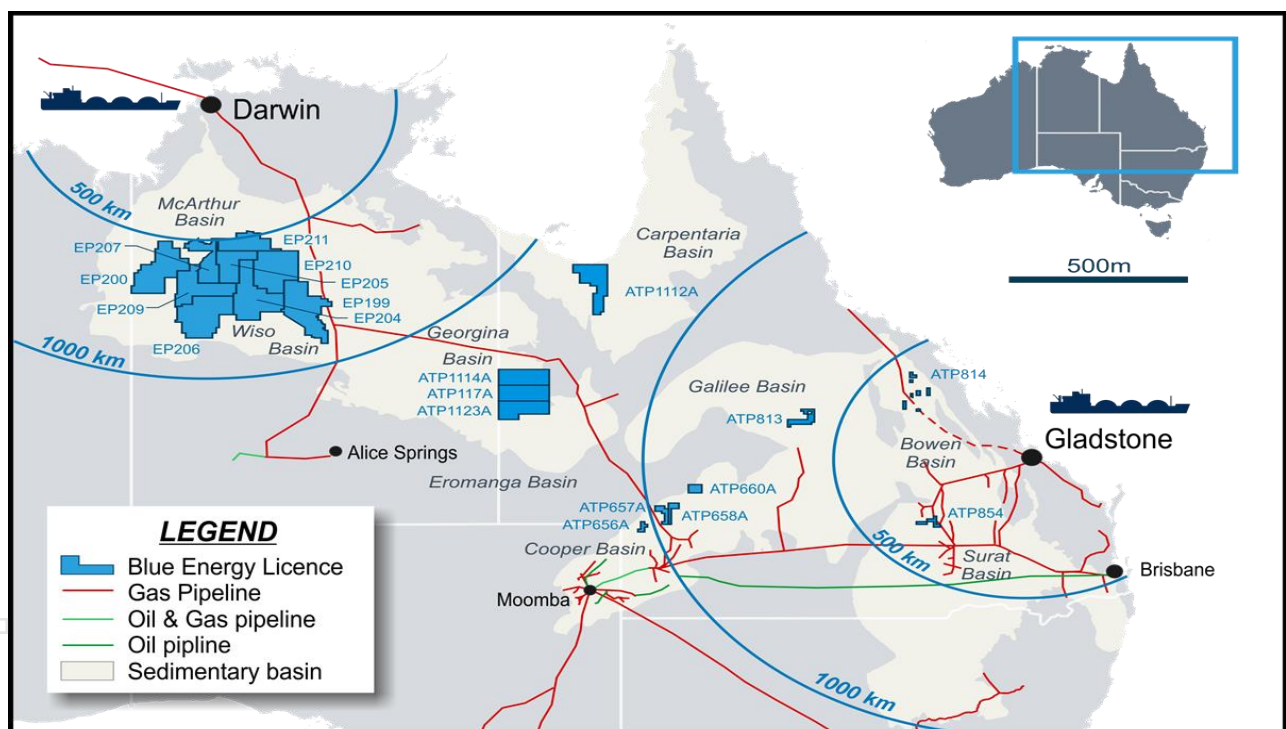 Darwin
500 km
McArthur
Basin
EP207
EP211
EP200
EP210
EP205
EP209
EP199
EP204
Wiso
Basin
EP206
1000 km
Carpentaria
Basin
ATP1112A
500m
Georgina
Basin
ATP1114A
ATP117A
ATP1123A
Galilee Basin
ATP813
ATP814
Gladstone
Bowen
Basin
Alice Springs
Eromanga Basin
ATP660A
ATP657A
ATP658A
ATP656A
ATP854
Cooper Basin
500 km
Surat
Basin
Brisbane
Moomba
1000 km
LEGEND
Blue Energy Licence
Gas Pipeline
Oil & Gas pipeline
Oil pipline
Sedimentary basin